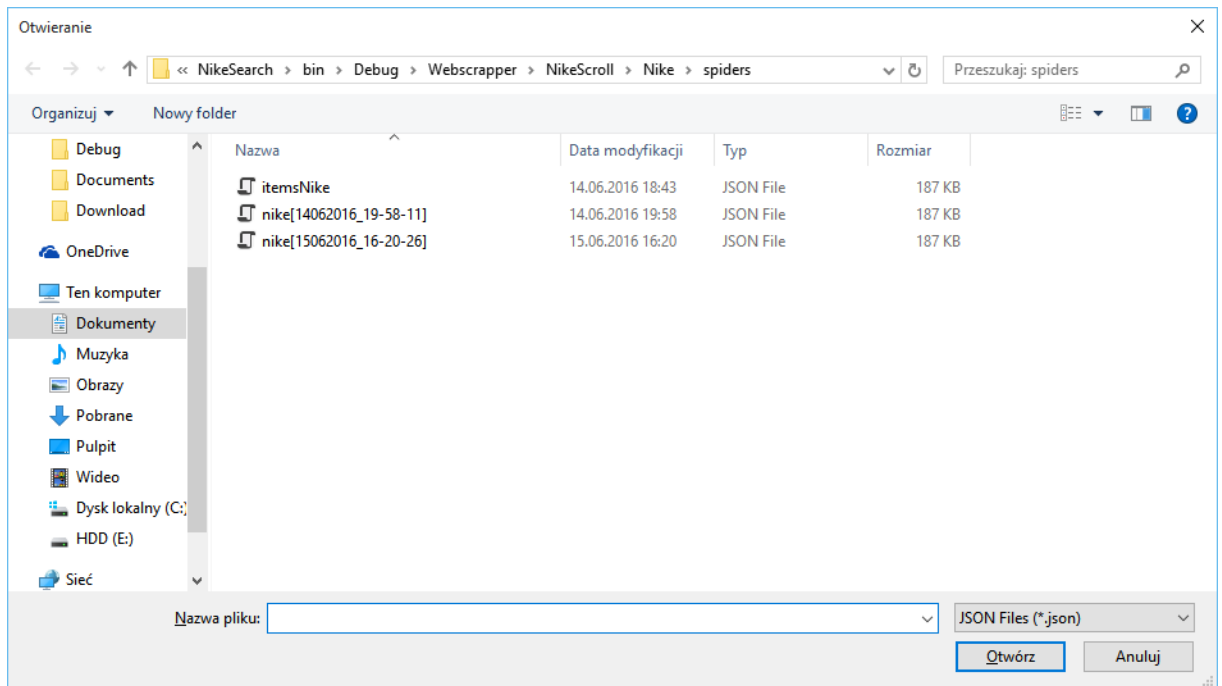 Otwieranie
« NikeSearch › bin › Debug › Webscrapper › NikeScroll › Nike › spiders
Przeszukaj: spiders
Organizuj
Nowy folder
Debug
Documents
Download
OneDrive
Ten komputer
Dokumenty
Muzyka
Obrazy
Pobrane
Pulpit
Wideo
Dysk lokalny (C:)
HDD (E:)
Sieć
Nazwa Data modyfikacji Typ Rozmiar
itemsNike 14.06.2016 18:43 JSON File 187 KB
nike[14062016_19-58-11] 14.06.2016 19:58 JSON File 187 KB
nike[15062016_16-20-26] 15.06.2016 16:20 JSON File 187 KB
Nazwa pliku:
JSON Files (*.json)
Otwórz
Anuluj